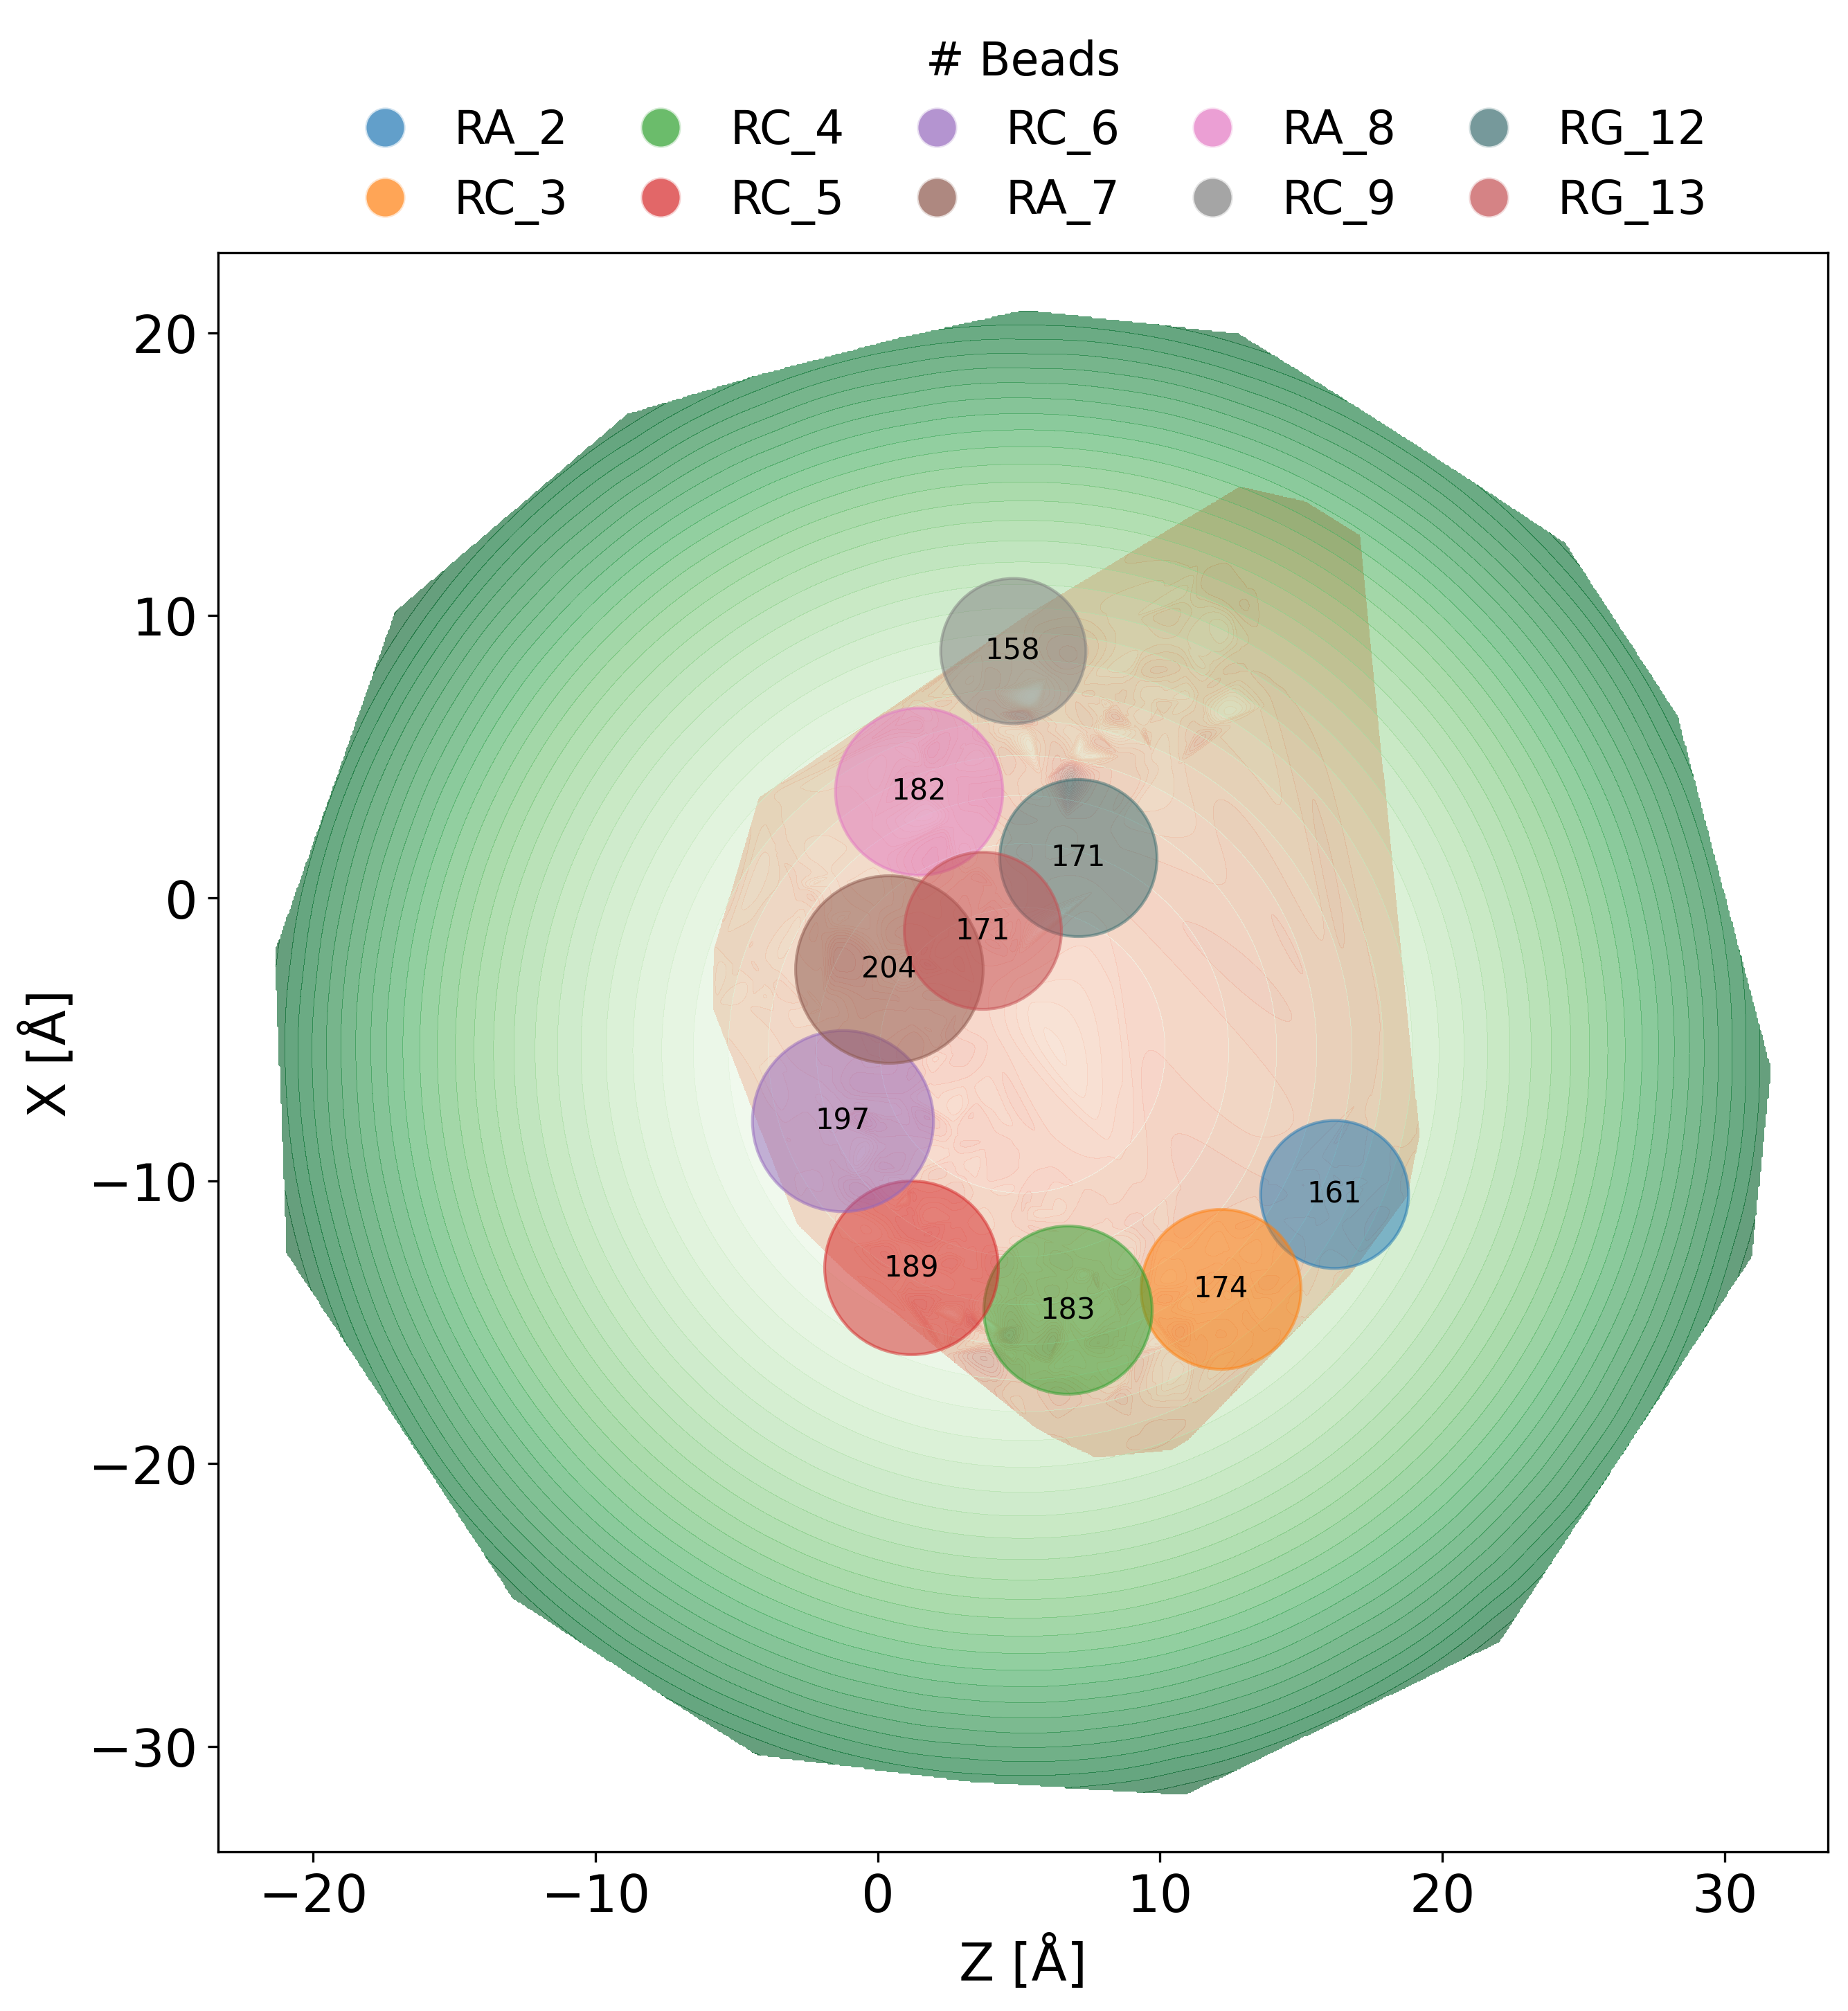 # Beads
RA_2 RC_4 RC_6 RA_8 RG_12
RC_3 RC_5 RA_7 RC_9 RG_13
20
10
0
−10
−20
−30
X [Å]
158
182
171
171
204
197
161
189
174
183
−20 −10 0 10 20 30
Z [Å]